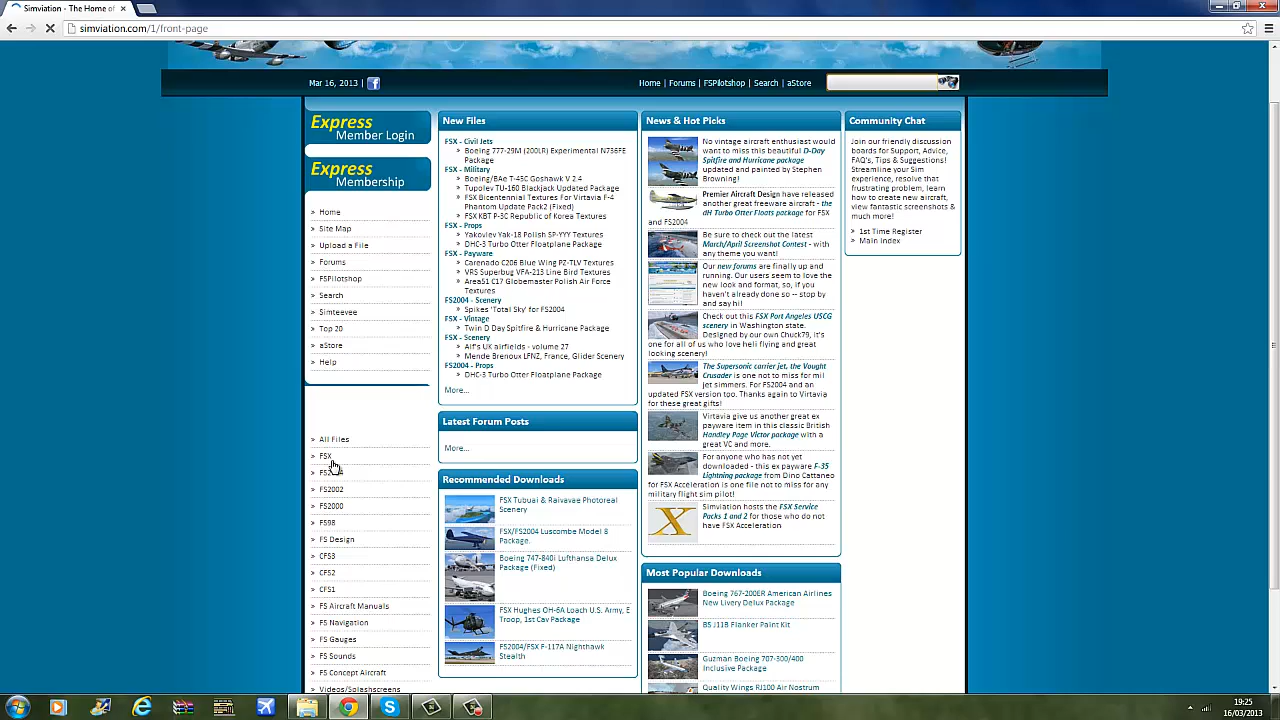 Simviation - The Home of
simviation.com/1/front-page
Mar 16, 2013 |
Home | Forums | FSPilotshop | Search | aStore
Express
Member Login
Express
Membership
» Home
» Site Map
» Upload a File
» Forums
» FSPilotshop
» Search
» Simteevee
» Top 20
» aStore
» Help
» All Files
» FSX
» FS2004
» FS2002
» FS2000
» FS98
» FS Design
» CFS3
» CFS2
» CFS1
» FS Aircraft Manuals
» FS Navigation
» FS Gauges
» FS Sounds
» FS Concept Aircraft
» Videos/Splashscreens
New Files
FSX - Civil Jets
» Boeing 777-29M (200LR) Experimental N736FE
Package
FSX - Military
» Boeing/BAe T-45C Goshawk V 2.4
» Tupolev TU-160 Blackjack Updated Package
» FSX Bicentennial Textures For Virtavia F-4
Phantom Update Pack2 (Fixed)
» FSX KBT P-3C Republic of Korea Textures
FSX - Props
» Yakovlev Yak-18 Polish SP-YYY Textures
» DHC-3 Turbo Otter Floatplane Package
FSX - Payware
» Carenado C206 Blue Wing PZ-TLV Textures
» VRS Superbug VFA-213 Line Bird Textures
» Area51 C17 Globemaster Polish Air Force
Textures
FS2004 - Scenery
» Spikes 'Total Sky' for FS2004
FSX - Vintage
» Twin D Day Spitfire & Hurricane Package
FSX - Scenery
» Alf's UK airfields - volume 27
» Mende Brenoux LFNZ, France, Glider Scenery
FS2004 - Props
» DHC-3 Turbo Otter Floatplane Package
More...
Latest Forum Posts
More...
Recommended Downloads
FSX Tubuai & Raivavae Photoreal
Scenery
FSX/FS2004 Luscombe Model 8
Package.
Boeing 747-840i Lufthansa Delux
Package (Fixed)
FSX Hughes OH-6A Loach U.S. Army, E
Troop, 1st Cav Package
FS2004/FSX F-117A Nighthawk
Stealth
News & Hot Picks
No vintage aircraft enthusiast would
want to miss this beautiful D-Day
Spitfire and Hurricane package
updated and painted by Stephen
Browning!
Premier Aircraft Design have released
another great freeware aircraft - the
dH Turbo Otter Floats package for FSX
and FS2004
Be sure to check out the latest
March/April Screenshot Contest - with
any theme you want!
Our new forums are finally up and
running. Our users seem to love the
new look and format, so, if you
haven't already done so -- stop by
and say hi!
Check out this FSX Port Angeles USCG
scenery in Washington state.
Designed by our own Chuck79, it's
one for all of us who love heli flying and great
looking scenery!
The Supersonic carrier jet, the Vought
Crusader is one not to miss for mil
jet simmers. For FS2004 and an
updated FSX version too. Thanks again to Virtavia
for these great gifts!
Virtavia give us another great ex
payware item in this classic British
Handley Page Victor package with a
great VC and more.
For anyone who has not yet
downloaded - this ex payware F-35
Lightning package from Dino Cattaneo
for FSX Acceleration is one file not to miss for any
military flight sim pilot!
X
Simviation hosts the FSX Service
Packs 1 and 2 for those who do not
have FSX Acceleration
Most Popular Downloads
Boeing 767-200ER American Airlines
New Livery Delux Package
BS J11B Flanker Paint Kit
Guzman Boeing 707-300/400
Inclusive Package
Quality Wings RJ100 Air Nostrum
Community Chat
Join our friendly discussion
boards for Support, Advice,
FAQ's, Tips & Suggestions!
Streamline your Sim
experience, resolve that
frustrating problem, learn
how to create new aircraft,
view fantastic screenshots &
much more!
» 1st Time Register
» Main Index
19:25
16/03/2013